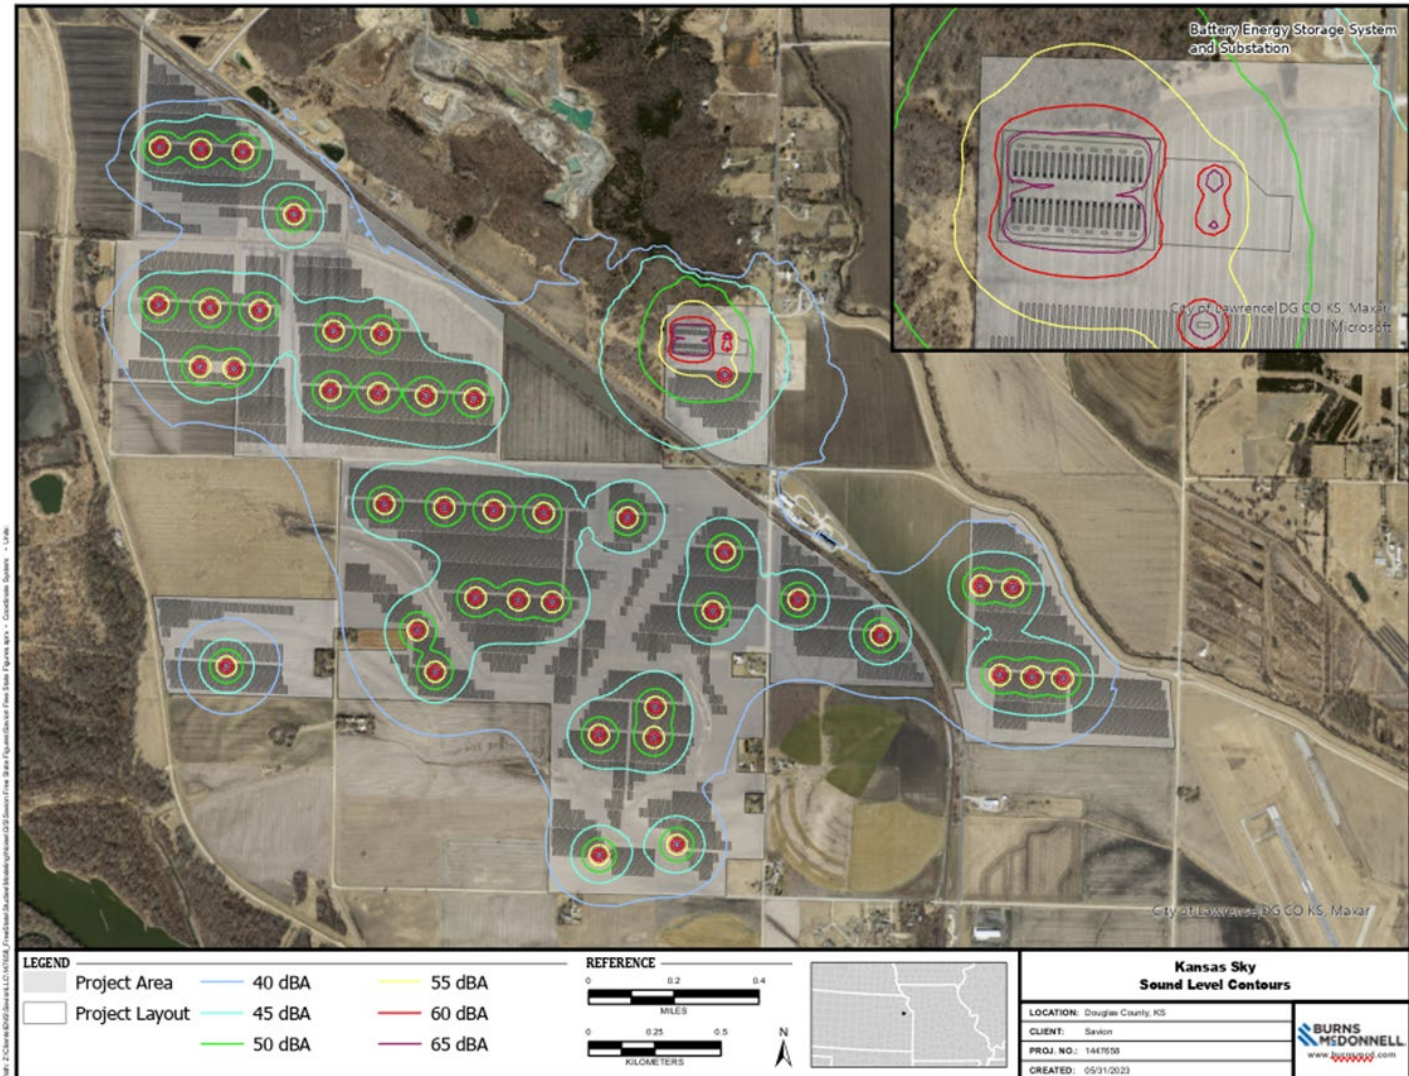 Battery Energy Storage System
and Substation
City of Lawrence|DG CO KS, Maxar,
Microsoft
City of Lawrence|DG CO KS, Maxar
LEGEND
Project Area
Project Layout
40 dBA
45 dBA
50 dBA
55 dBA
60 dBA
65 dBA
REFERENCE
0 0.2 0.4
MILES
0 0.25 0.5
KILOMETERS
N
Kansas Sky
Sound Level Contours
LOCATION: Douglas County, KS
CLIENT: Savion
PROJ. NO.: 1447658
CREATED: 05/31/2023
BURNS
MCDONNELL
www.burnsmcd.com